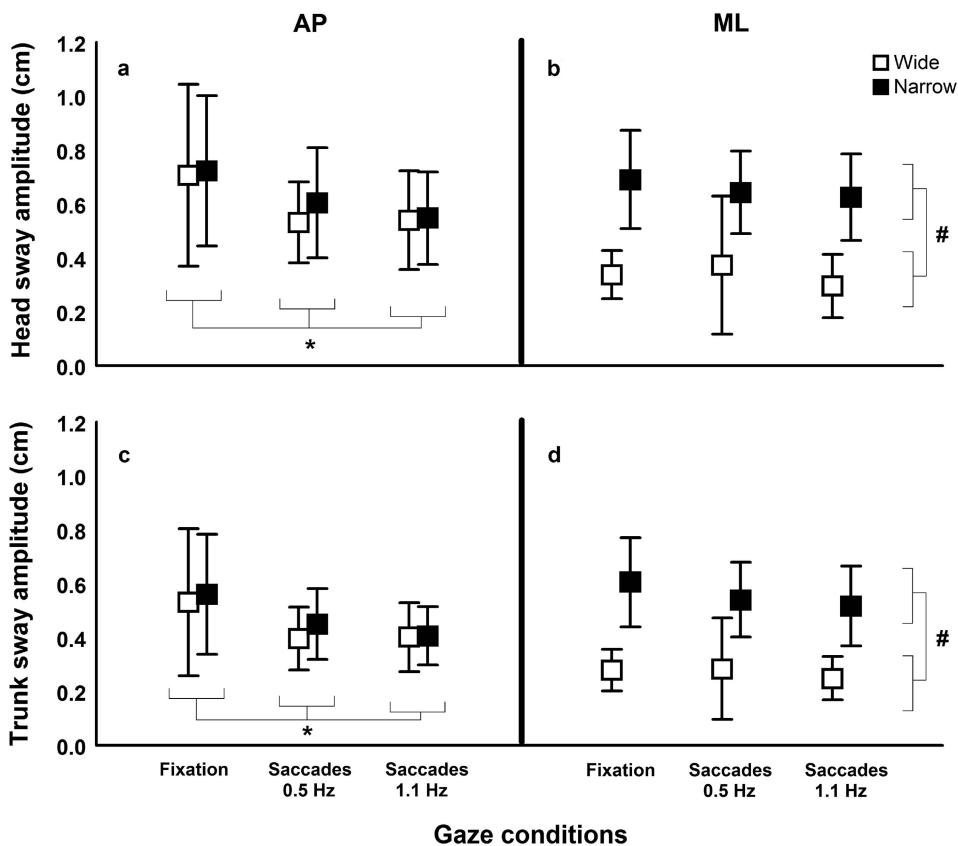 AP
ML
Head sway amplitude (cm)
1.2
1.0
0.8
0.6
0.4
0.2
0.0
a
*
b
Wide
Narrow
#
Trunk sway amplitude (cm)
1.2
1.0
0.8
0.6
0.4
0.2
0.0
c
*
d
#
Fixation
Saccades
0.5 Hz
Saccades
1.1 Hz
Fixation
Saccades
0.5 Hz
Saccades
1.1 Hz
Gaze conditions